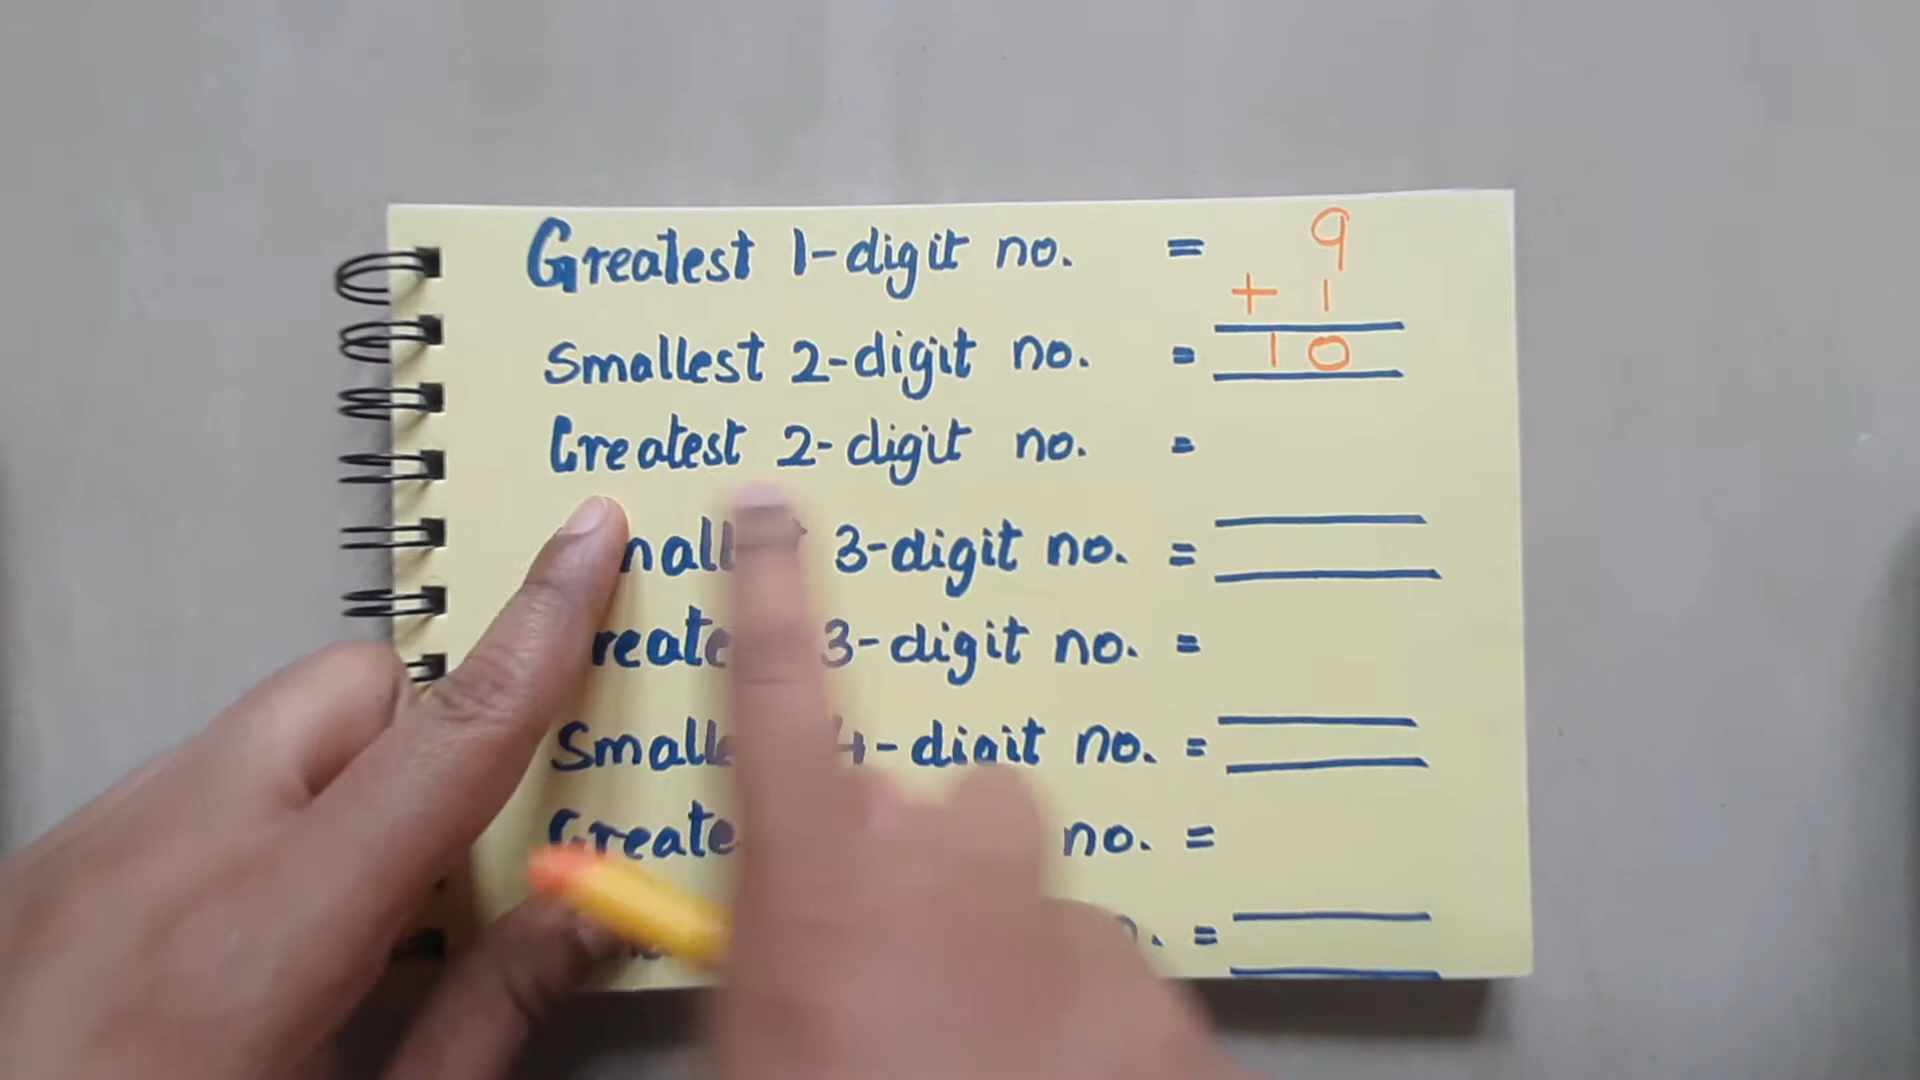 Greatest 1-digit no. = 9
+ 1
Smallest 2-digit no. = 10
Greatest 2-digit no. =
3-digit no. =
3-digit no. =
4-digit no. =
no. =
=